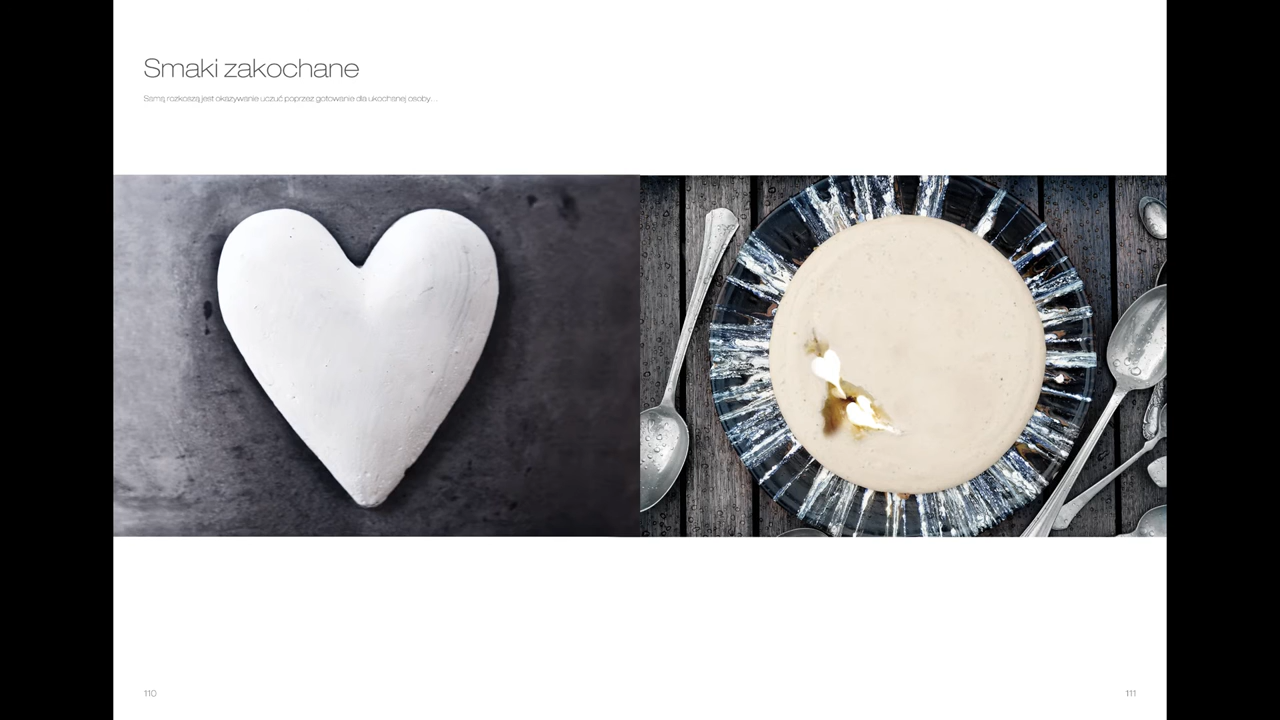 Smaki zakochane
Samą rozkoszą jest okazywanie uczuć poprzez gotowanie dla ukochanej osoby...
110
111